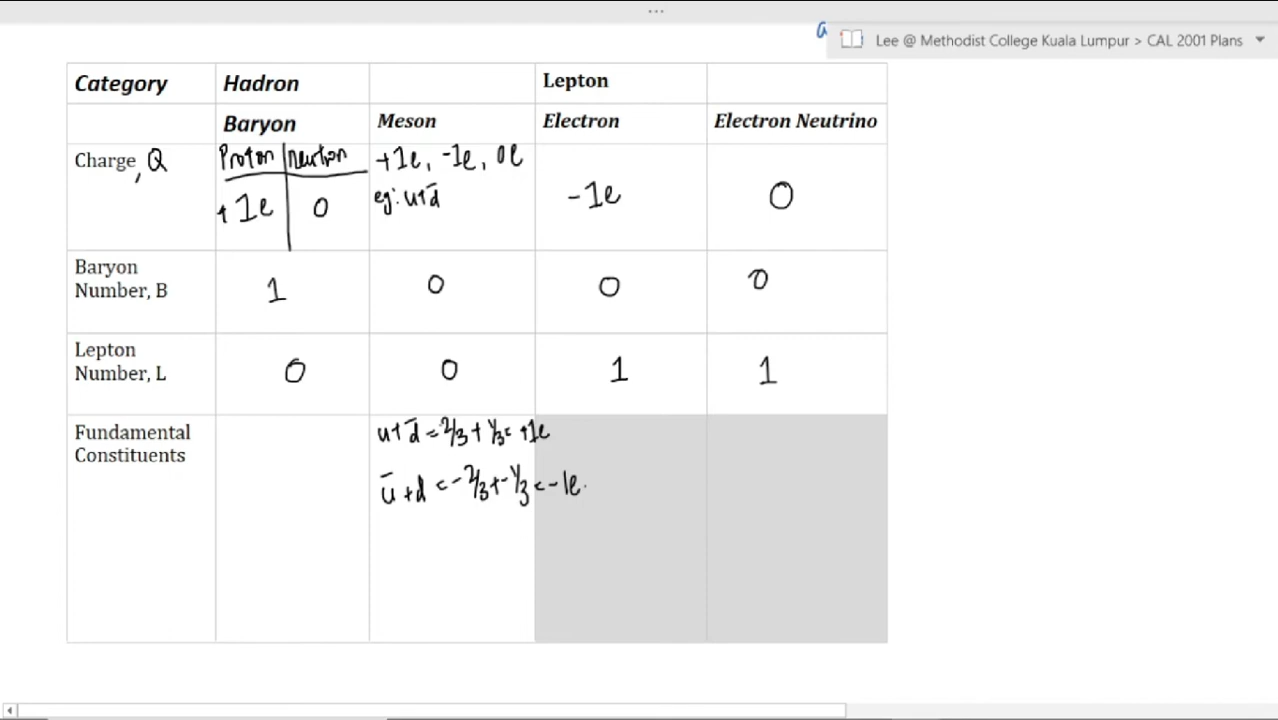 ...
Lee @ Methodist College Kuala Lumpur > CAL 2001 Plans
Category Hadron Lepton
Baryon Meson Electron Electron Neutrino
Charge, Q Proton neutron +1e, -1e, 0e
eg: u+d̄
+1e 0 -1e 0
Baryon
Number, B 1 0 0 0
Lepton
Number, L 0 0 1 1
Fundamental
Constituents
u+d̄ = 2/3 + 1/3 = +1e
ū+d = -2/3 + -1/3 = -1e.